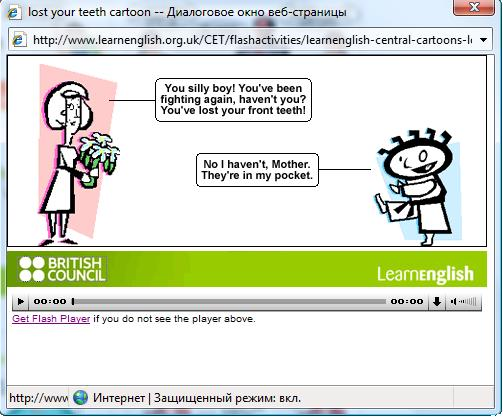 lost your teeth cartoon -- Диалоговое окно веб-страницы
http://www.learnenglish.org.uk/CET/flashactivities/learnenglish-central-cartoons-l
You silly boy! You've been
fighting again, haven't you?
You've lost your front teeth!
No I haven't, Mother.
They're in my pocket.
BRITISH
COUNCIL
LearnEnglish
00:00
00:00
Get Flash Player if you do not see the player above.
http://www
Интернет | Защищенный режим: вкл.